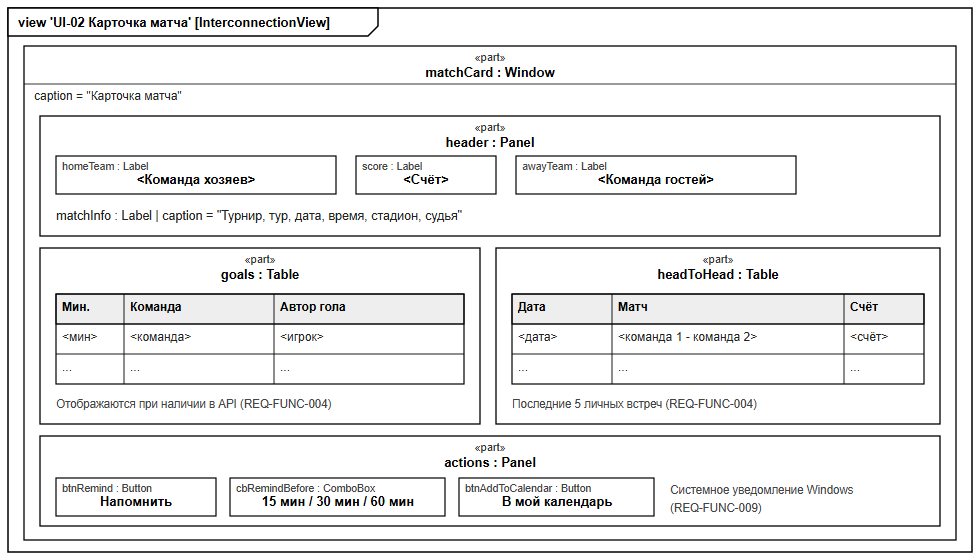 view 'UI-02 Карточка матча' [InterconnectionView]
«part»
matchCard : Window
caption = "Карточка матча"
«part»
header : Panel
homeTeam : Label
<Команда хозяев>
score : Label
<Счёт>
awayTeam : Label
<Команда гостей>
matchInfo : Label | caption = "Турнир, тур, дата, время, стадион, судья"
«part»
goals : Table
Мин. Команда Автор гола
<мин> <команда> <игрок>
... ... ...
Отображаются при наличии в API (REQ-FUNC-004)
«part»
headToHead : Table
Дата Матч Счёт
<дата> <команда 1 - команда 2> <счёт>
... ... ...
Последние 5 личных встреч (REQ-FUNC-004)
«part»
actions : Panel
btnRemind : Button
Напомнить
cbRemindBefore : ComboBox
15 мин / 30 мин / 60 мин
btnAddToCalendar : Button
В мой календарь
Системное уведомление Windows
(REQ-FUNC-009)